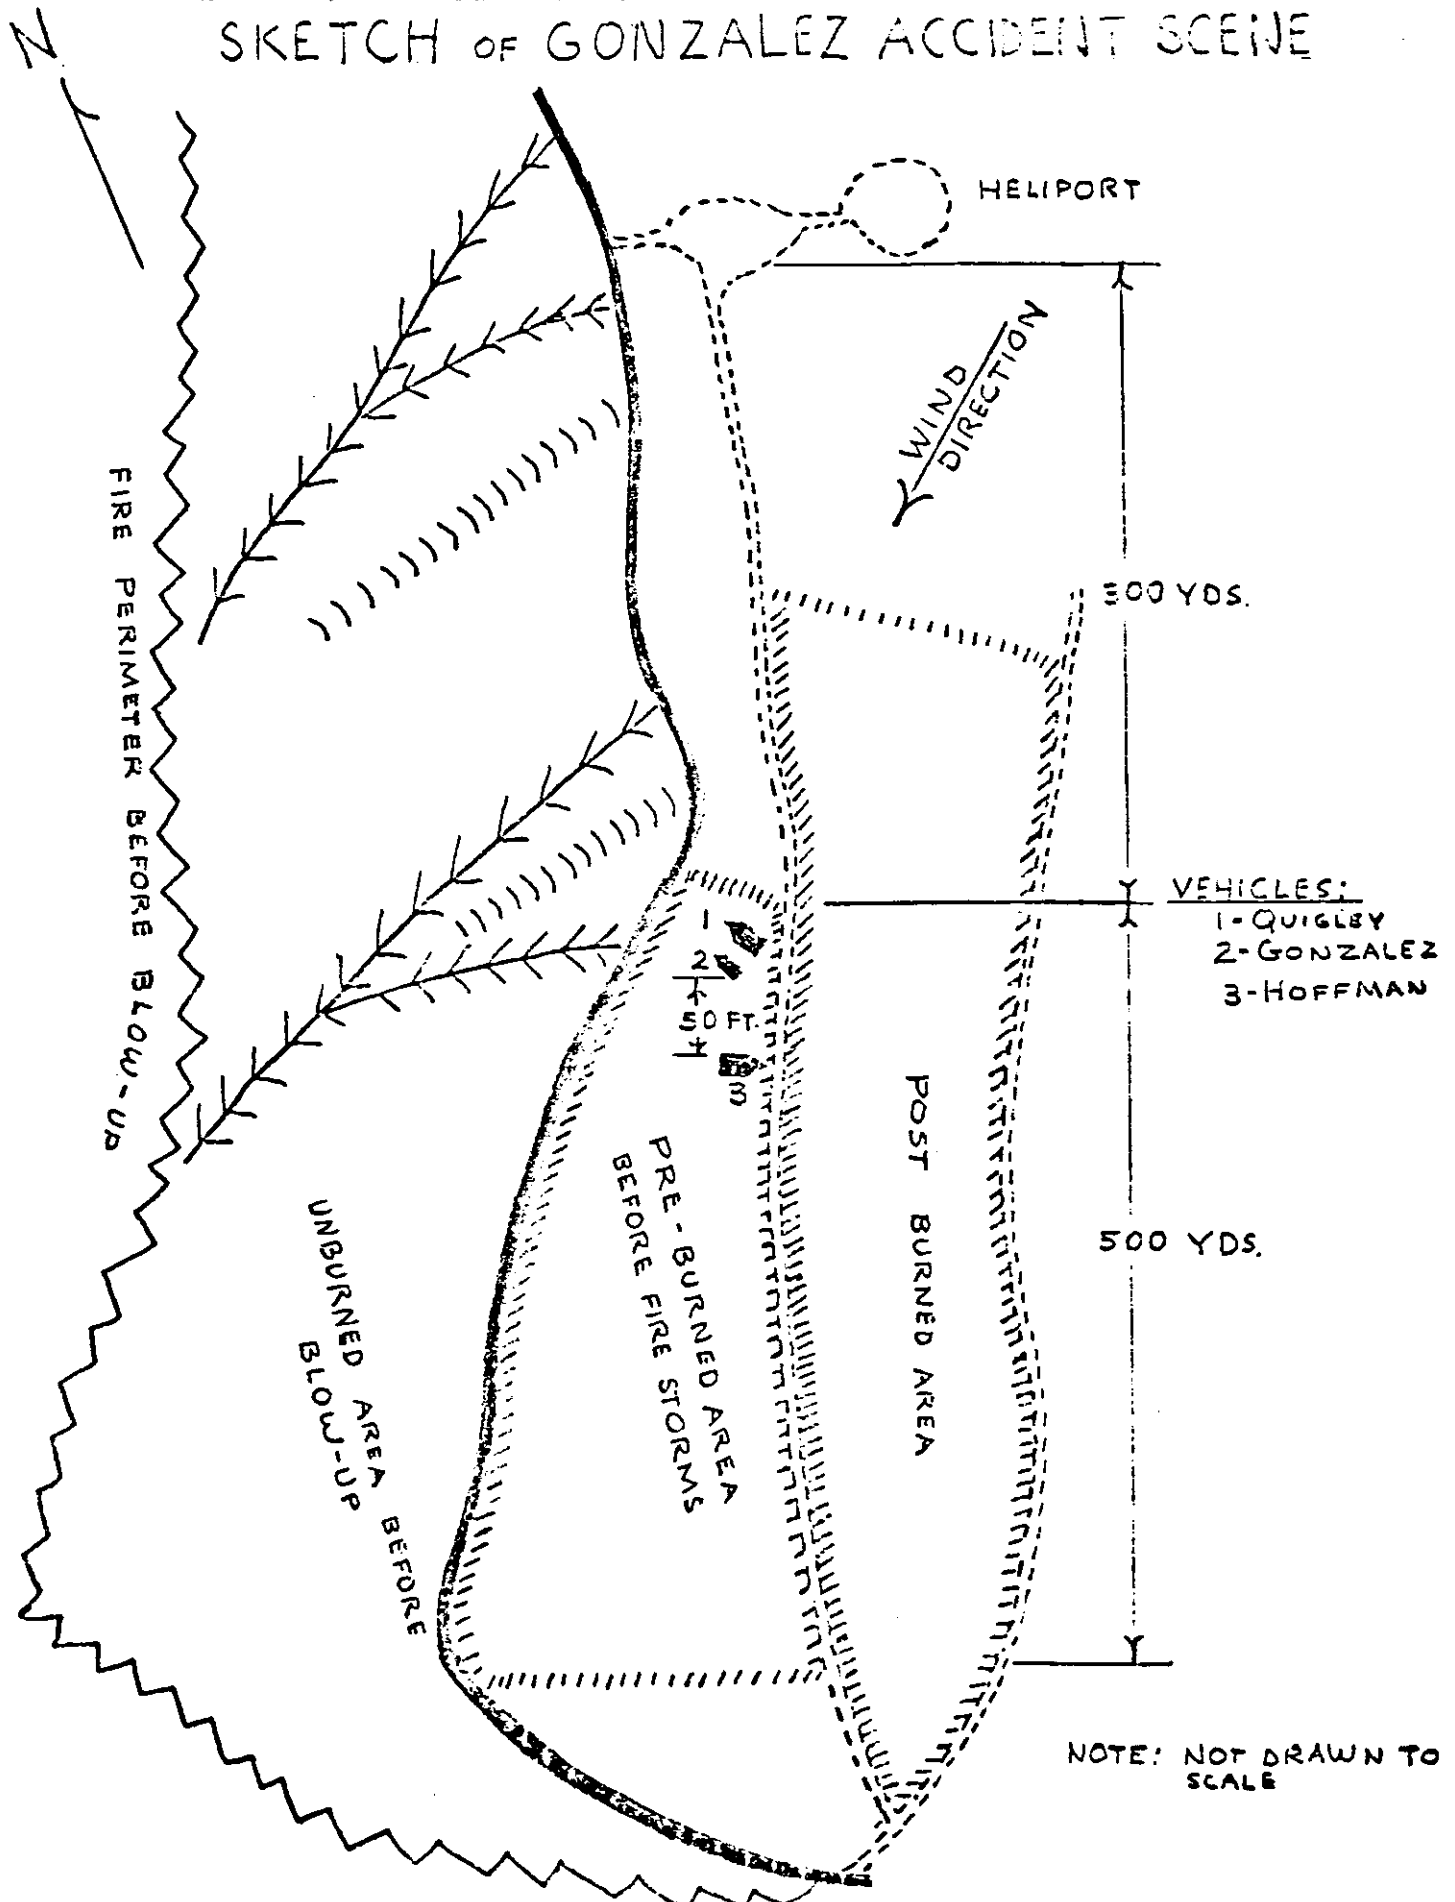 N
SKETCH OF GONZALEZ ACCIDENT SCENE
HELIPORT
WIND
DIRECTION
300 YDS.
FIRE PERIMETER BEFORE BLOW-UP
VEHICLES:
1-QUIGLEY
2-GONZALEZ
3-HOFFMAN
1
2
50 FT.
3
POST BURNED AREA
PRE-BURNED AREA
BEFORE FIRE STORMS
UNBURNED AREA BEFORE
BLOW-UP
500 YDS.
NOTE: NOT DRAWN TO
SCALE